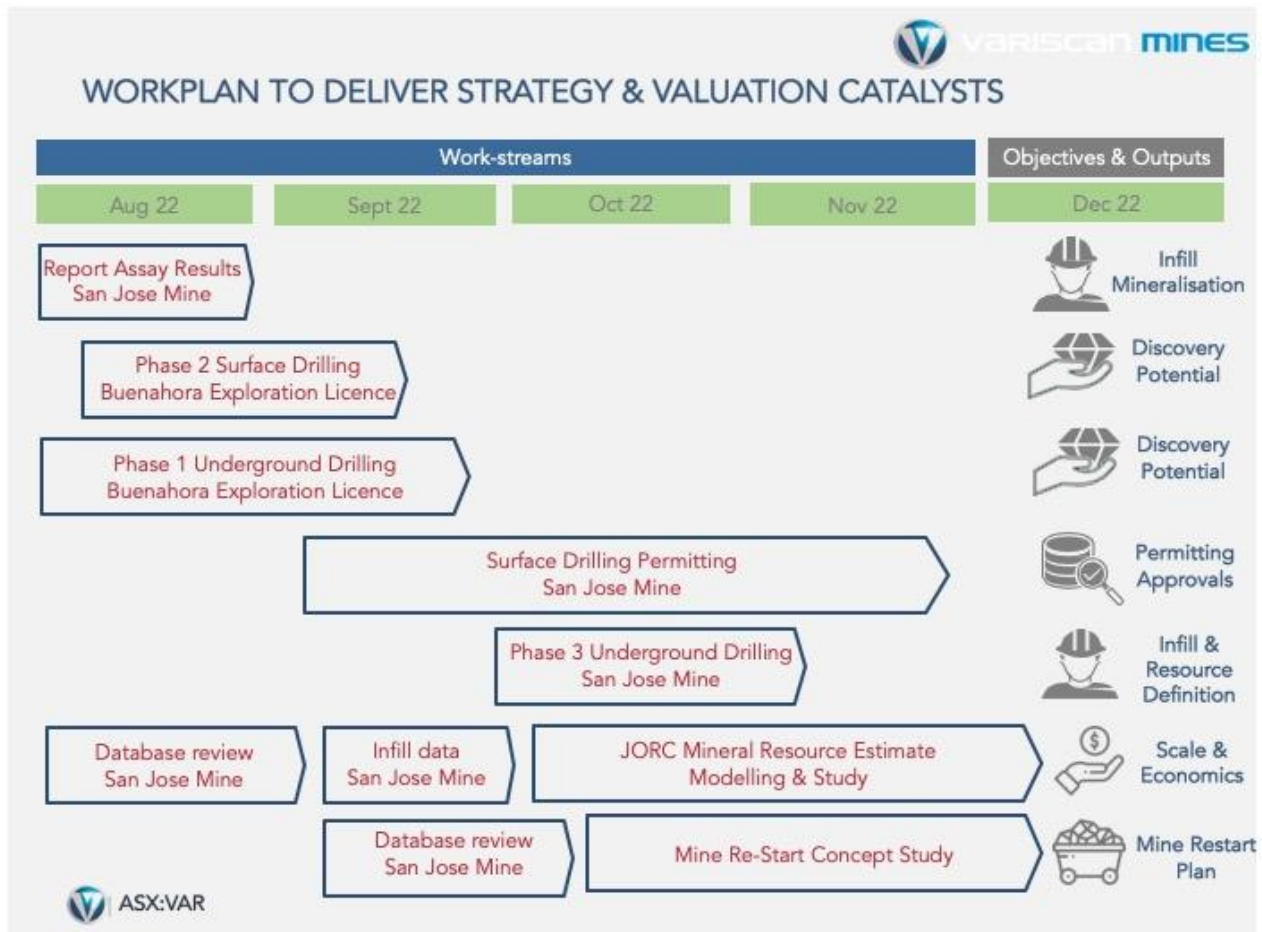 VARISCAN MINES
WORKPLAN TO DELIVER STRATEGY & VALUATION CATALYSTS
Work-streams
Objectives & Outputs
Aug 22
Sept 22
Oct 22
Nov 22
Dec 22
Report Assay Results
San Jose Mine
Infill
Mineralisation
Phase 2 Surface Drilling
Buenahora Exploration Licence
Discovery
Potential
Phase 1 Underground Drilling
Buenahora Exploration Licence
Discovery
Potential
Surface Drilling Permitting
San Jose Mine
Permitting
Approvals
Phase 3 Underground Drilling
San Jose Mine
Infill &
Resource
Definition
Database review
San Jose Mine
Infill data
San Jose Mine
JORC Mineral Resource Estimate
Modelling & Study
$
Scale &
Economics
Database review
San Jose Mine
Mine Re-Start Concept Study
Mine Restart
Plan
ASX:VAR